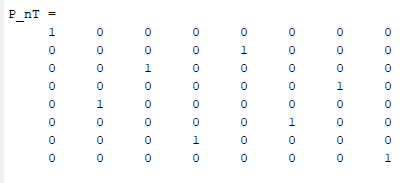 P_nT =
1 0 0 0 0 0 0 0
0 0 0 0 1 0 0 0
0 0 1 0 0 0 0 0
0 0 0 0 0 0 1 0
0 1 0 0 0 0 0 0
0 0 0 0 0 1 0 0
0 0 0 1 0 0 0 0
0 0 0 0 0 0 0 1